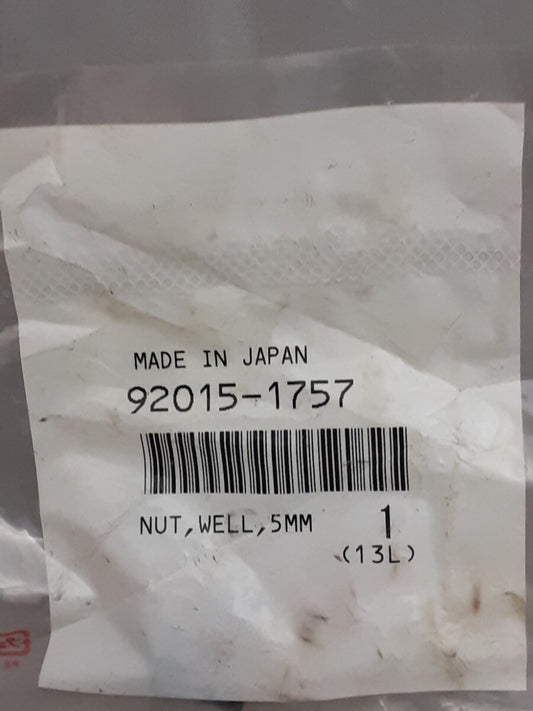 MADE IN JAPAN
92015-1757
NUT,WELL,5MM 1
(13L)